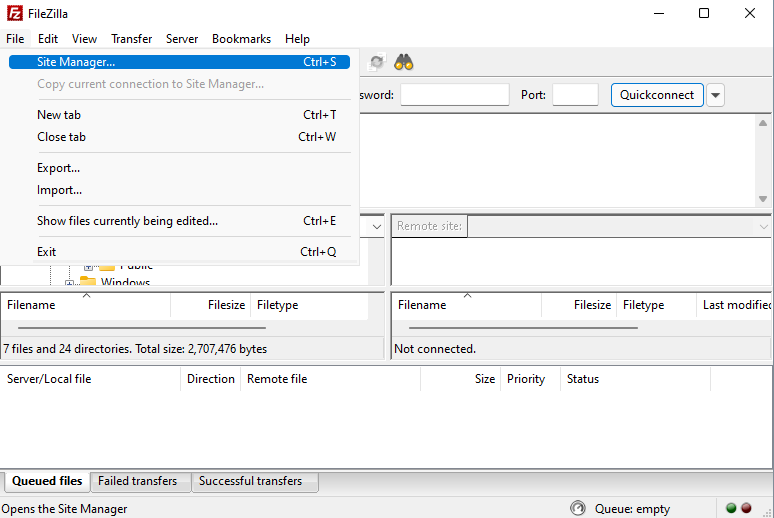 FileZilla
File Edit View Transfer Server Bookmarks Help
Site Manager... Ctrl+S
Copy current connection to Site Manager...
sword: Port: Quickconnect
New tab Ctrl+T
Close tab Ctrl+W
Export...
Import...
Show files currently being edited... Ctrl+E
Remote site:
Exit Ctrl+Q
Public
Windows
Filename Filesize Filetype Filename Filesize Filetype Last modified
7 files and 24 directories. Total size: 2,707,476 bytes Not connected.
Server/Local file Direction Remote file Size Priority Status
Queued files Failed transfers Successful transfers
Opens the Site Manager Queue: empty